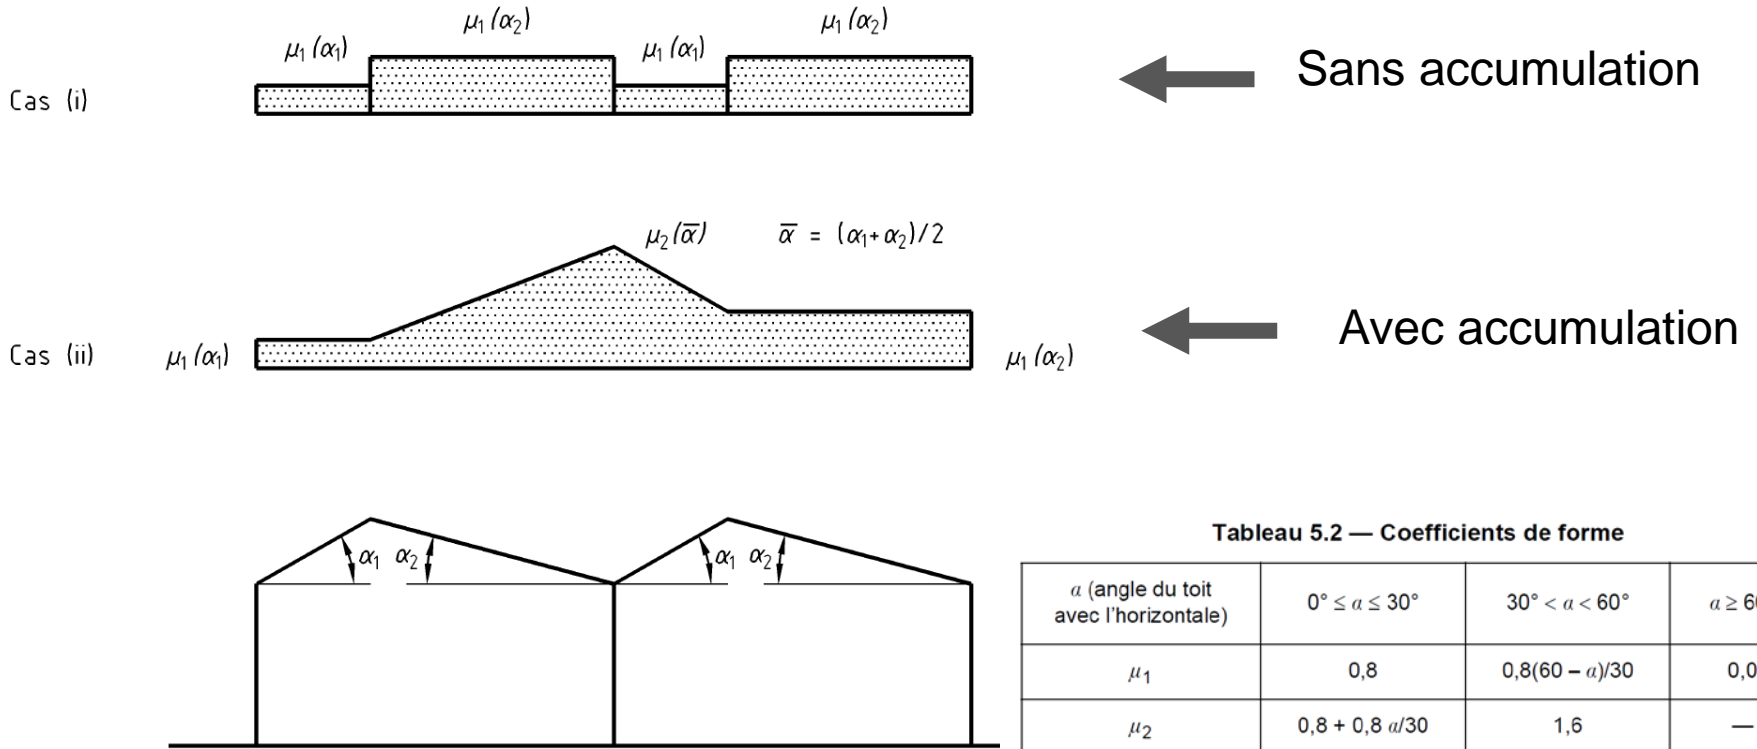 μ₁(α₁) μ₁(α₂) μ₁(α₁) μ₁(α₂)
Cas (i)
Sans accumulation
μ₂(ᾱ) ᾱ = (α₁+α₂)/2
Cas (ii) μ₁(α₁) μ₁(α₂)
Avec accumulation
α₁ α₂ α₁ α₂
Tableau 5.2 — Coefficients de forme
α (angle du toit
avec l'horizontale) 0° ≤ α ≤ 30° 30° < α < 60° α ≥ 6
μ₁ 0,8 0,8(60 – α)/30 0,0
μ₂ 0,8 + 0,8 α/30 1,6 —